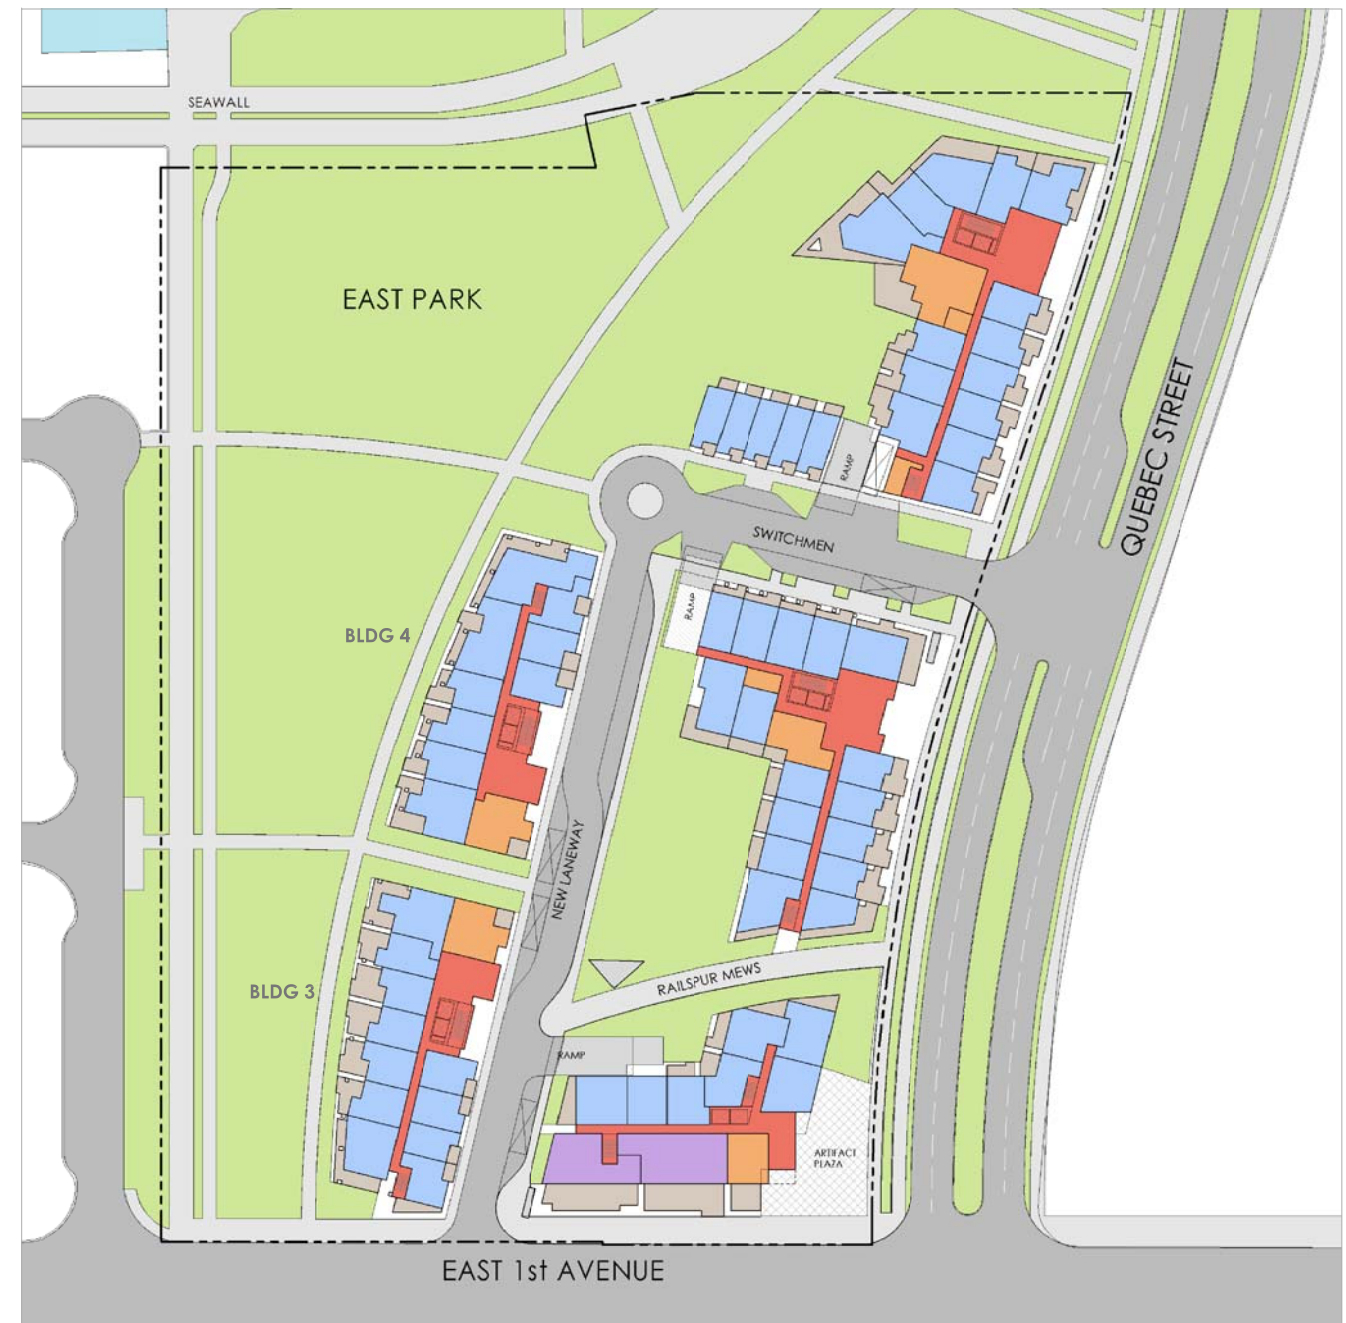 SEAWALL
EAST PARK
QUEBEC STREET
RAMP
SWITCHMEN
RAMP
BLDG 4
NEW LANEWAY
RAILSPUR MEWS
BLDG 3
RAMP
ARTIFACT
PLAZA
EAST 1st AVENUE